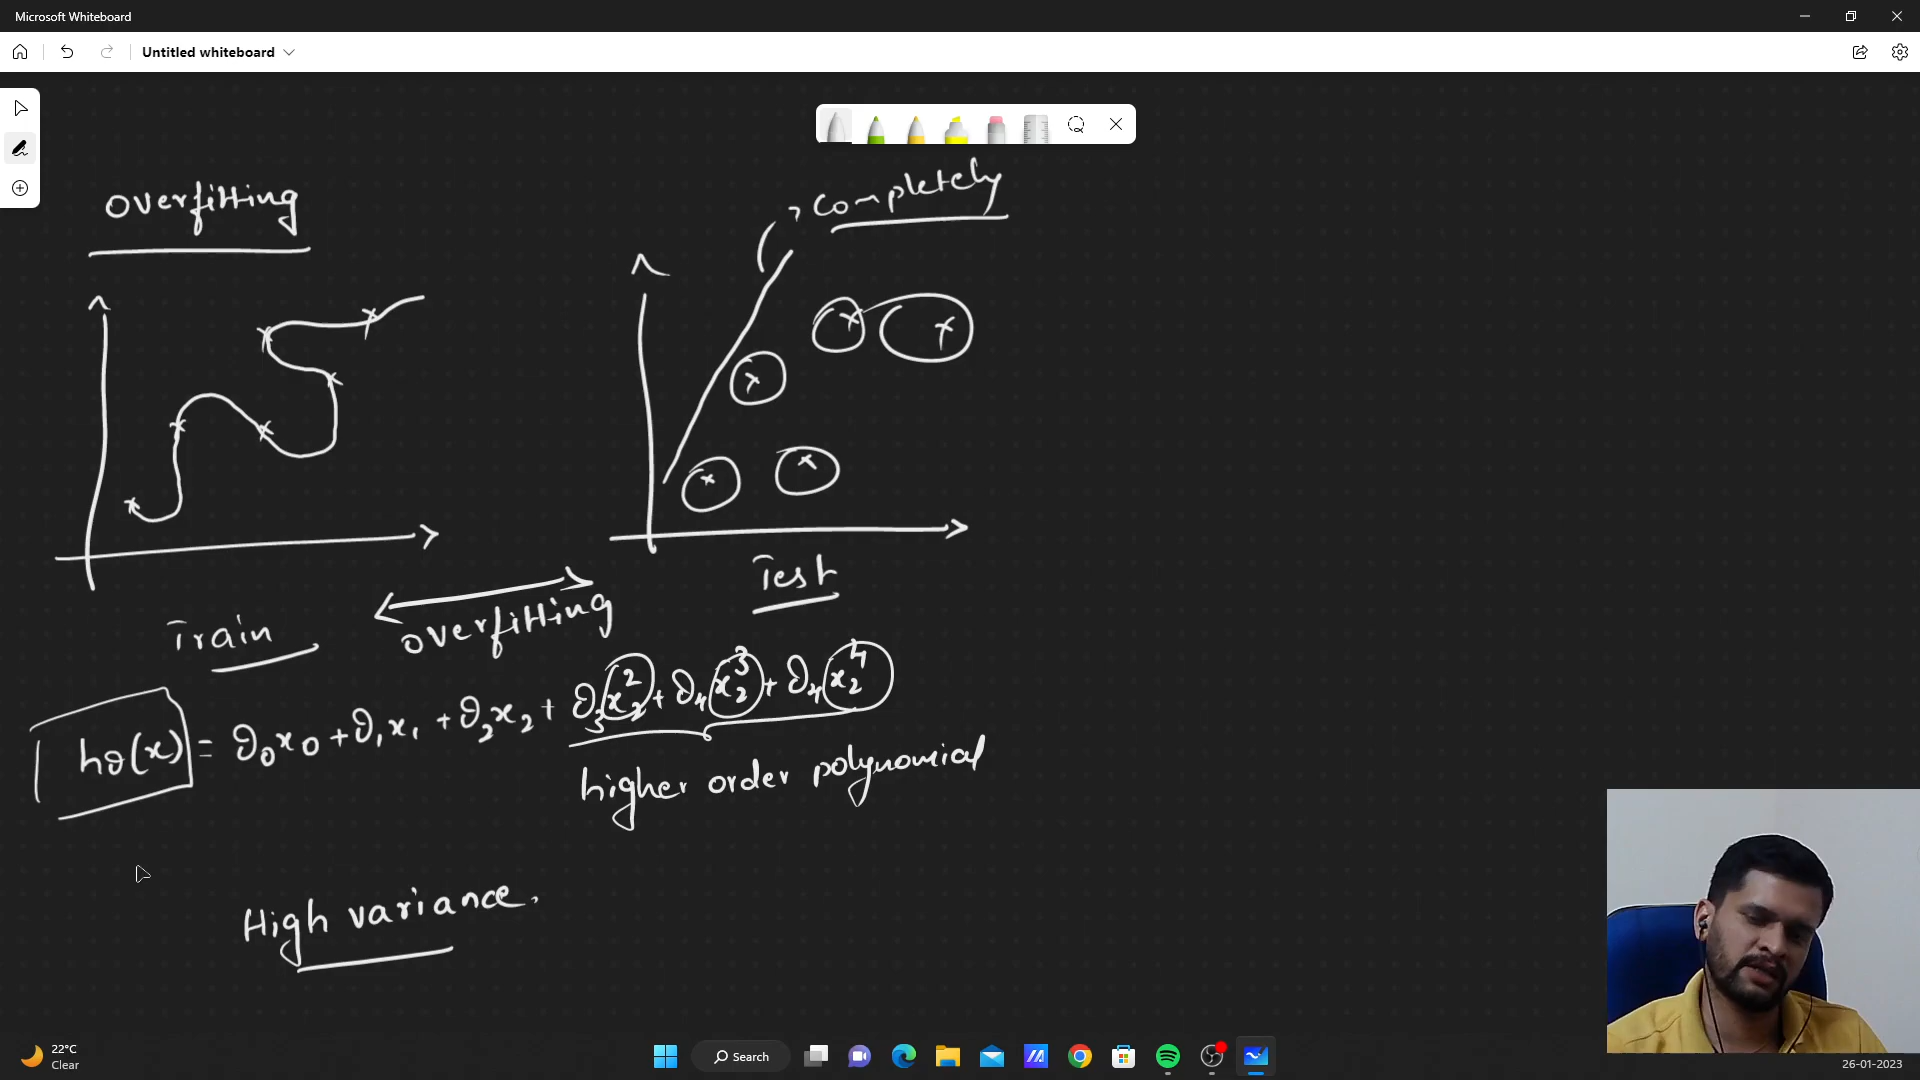 Microsoft Whiteboard
Untitled whiteboard
overfitting
completely
Test
Train
overfitting
hθ(x) = θ₀x₀ + θ₁x₁ + θ₂x₂ + θ₃x₂² + θ₄x₂³ + θ₄x₂⁴
higher order polynomial
High variance.
22°C
Clear
Search
26-01-2023